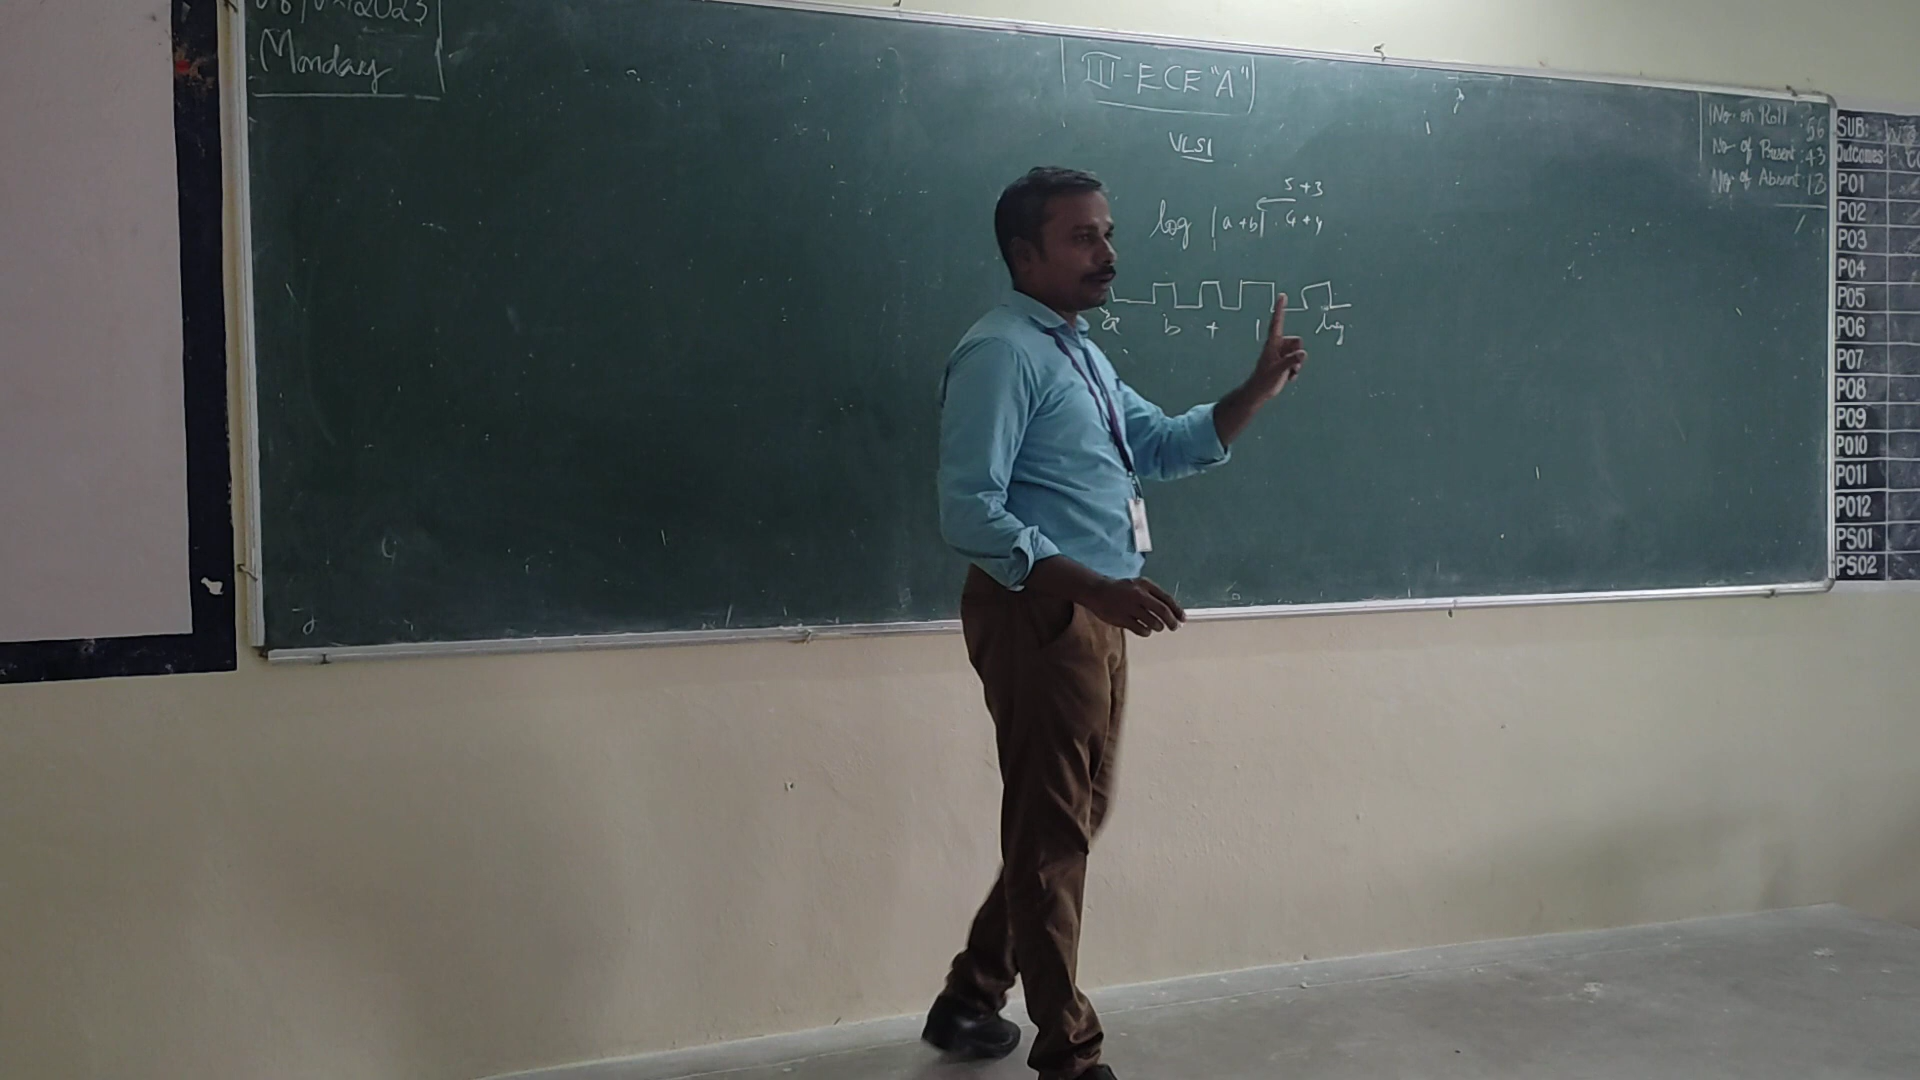 2023
Monday
III-ECE "A"
VLSI
5+3
log |a+b| 4+4
a b + | log
No. on Roll : 56
No of Present : 43
No. of Absent : 13
SUB:
Outcomes
PO1
PO2
PO3
PO4
PO5
PO6
PO7
PO8
PO9
PO10
PO11
PO12
PSO1
PSO2